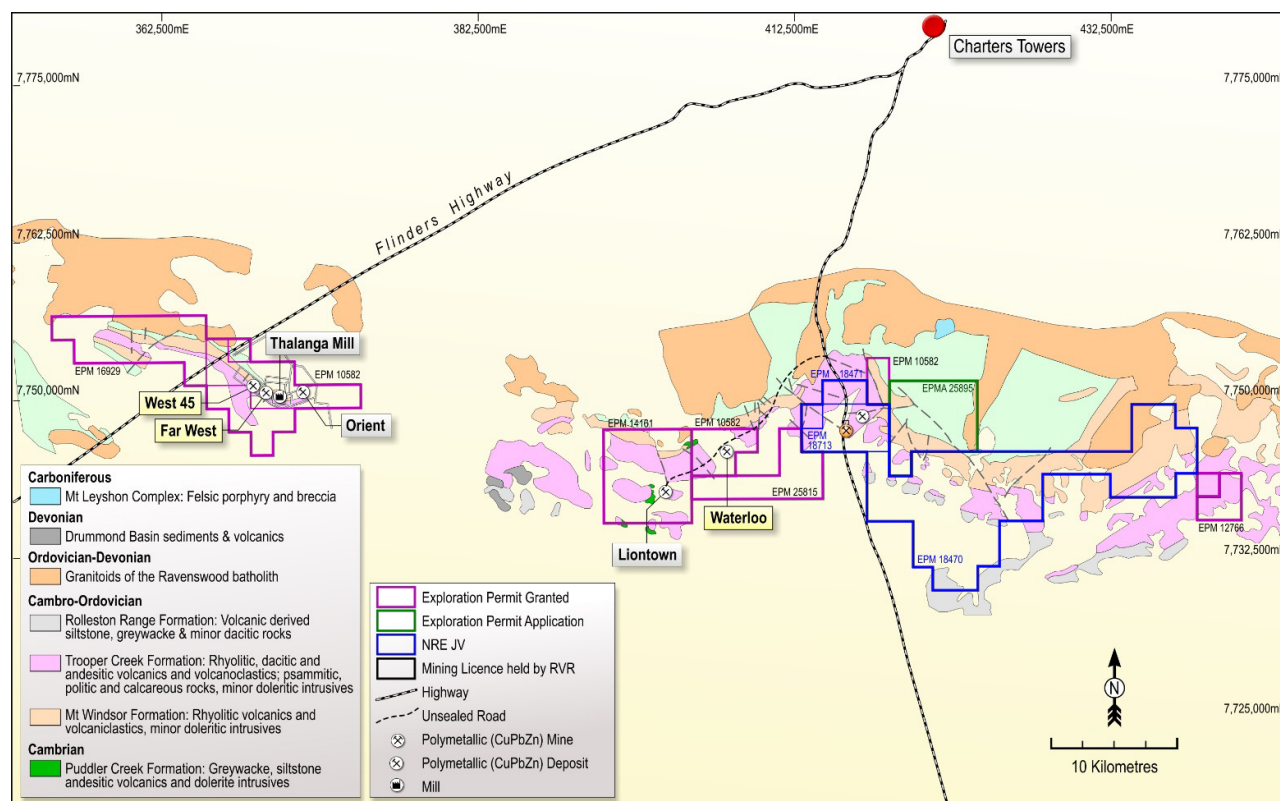 362,500mE
382,500mE
412,500mE
432,500mE
Charters Towers
7,775,000mN
7,775,000mN
Flinders Highway
7,762,500mN
7,762,500mN
Thalanga Mill
EPM 16929
EPM 10582
EPM 10582
EPM 18471
EPMA 25895
7,750,000mN
7,750,000mN
West 45
Far West
Orient
EPM 14161
EPM 10582
EPM
18713
EPM 25815
Waterloo
Liontown
EPM 12766
EPM 18470
7,732,500mN
7,725,000mN
Carboniferous
Mt Leyshon Complex: Felsic porphyry and breccia
Devonian
Drummond Basin sediments & volcanics
Ordovician-Devonian
Granitoids of the Ravenswood batholith
Cambro-Ordovician
Rolleston Range Formation: Volcanic derived
siltstone, greywacke & minor dacitic rocks
Trooper Creek Formation: Rhyolitic, dacitic and
andesitic volcanics and volcanoclastics; psammitic,
politic and calcareous rocks, minor doleritic intrusives
Mt Windsor Formation: Rhyolitic volcanics and
volcaniclastics, minor doleritic intrusives
Cambrian
Puddler Creek Formation: Greywacke, siltstone
andesitic volcanics and dolerite intrusives
Exploration Permit Granted
Exploration Permit Application
NRE JV
Mining Licence held by RVR
Highway
Unsealed Road
Polymetallic (CuPbZn) Mine
Polymetallic (CuPbZn) Deposit
Mill
N
10 Kilometres